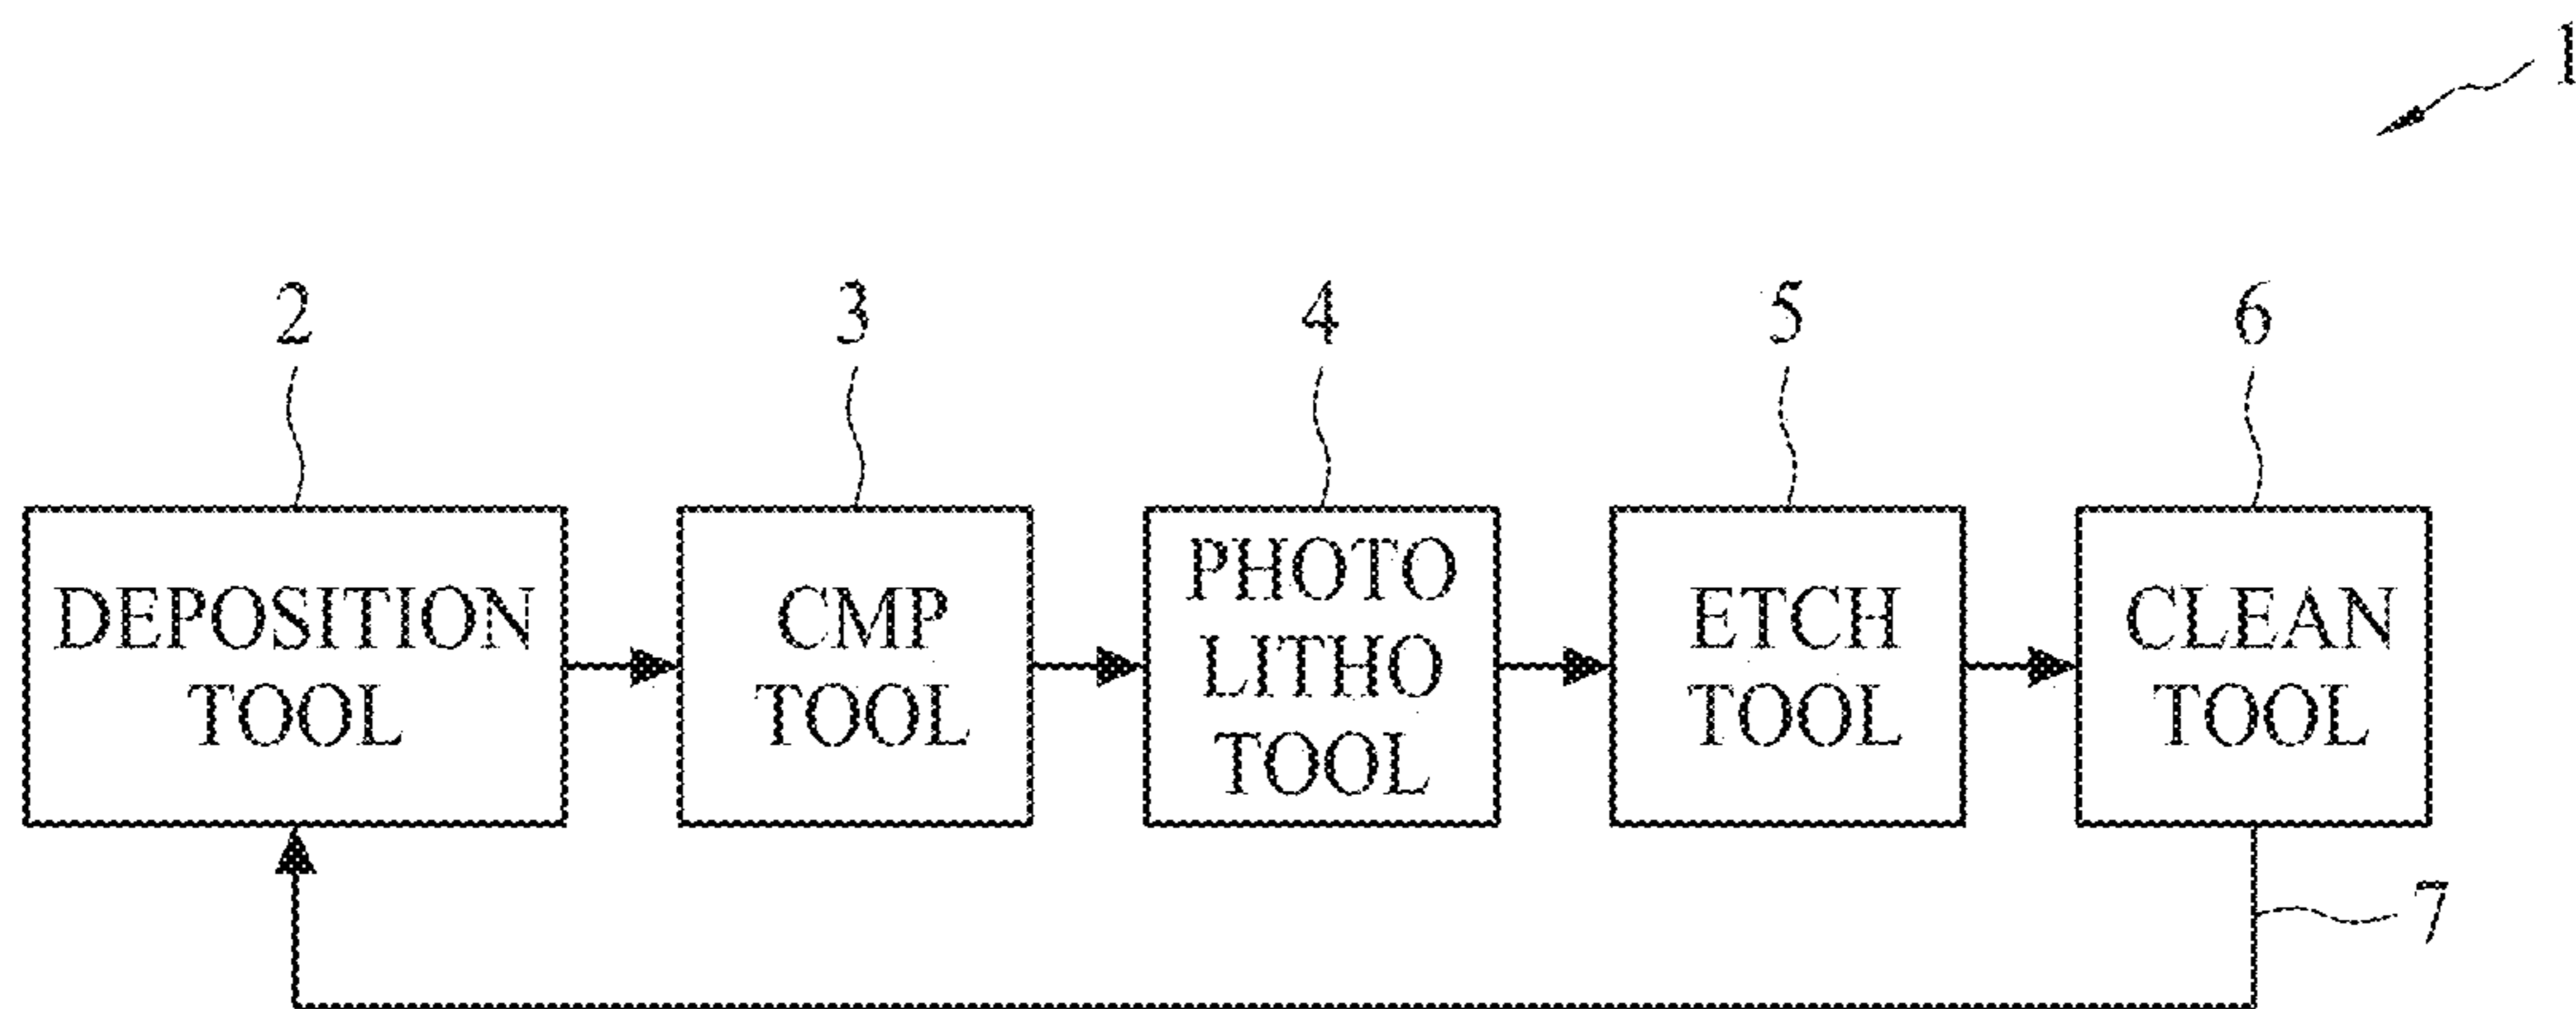 1
2
3
4
5
6
DEPOSITION
TOOL
CMP
TOOL
PHOTO
LITHO
TOOL
ETCH
TOOL
CLEAN
TOOL
7